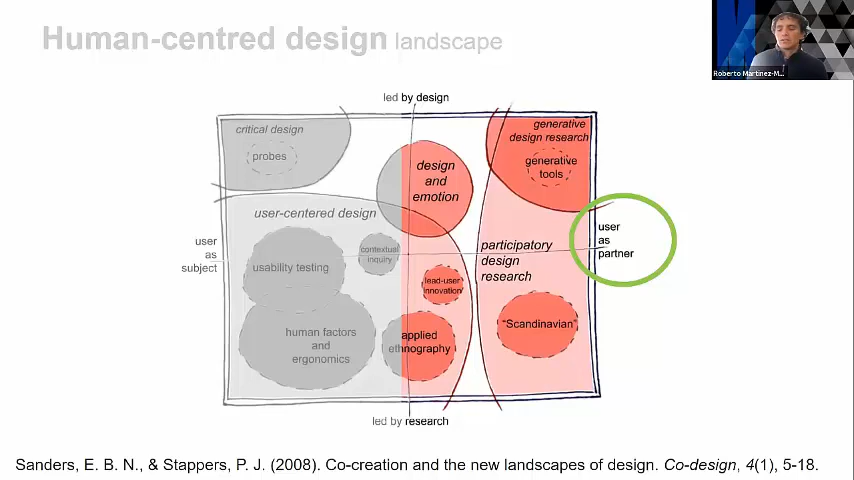 Human-centred design landscape
Roberto Martinez-M...
led by design
critical design
probes
generative
design research
generative
tools
design
and
emotion
user-centered design
user
as
partner
user
as
subject
contextual
inquiry
participatory
design
research
usability testing
lead-user
innovation
"Scandinavian"
human factors
and
ergonomics
applied
ethnography
led by research
Sanders, E. B. N., & Stappers, P. J. (2008). Co-creation and the new landscapes of design. Co-design, 4(1), 5-18.